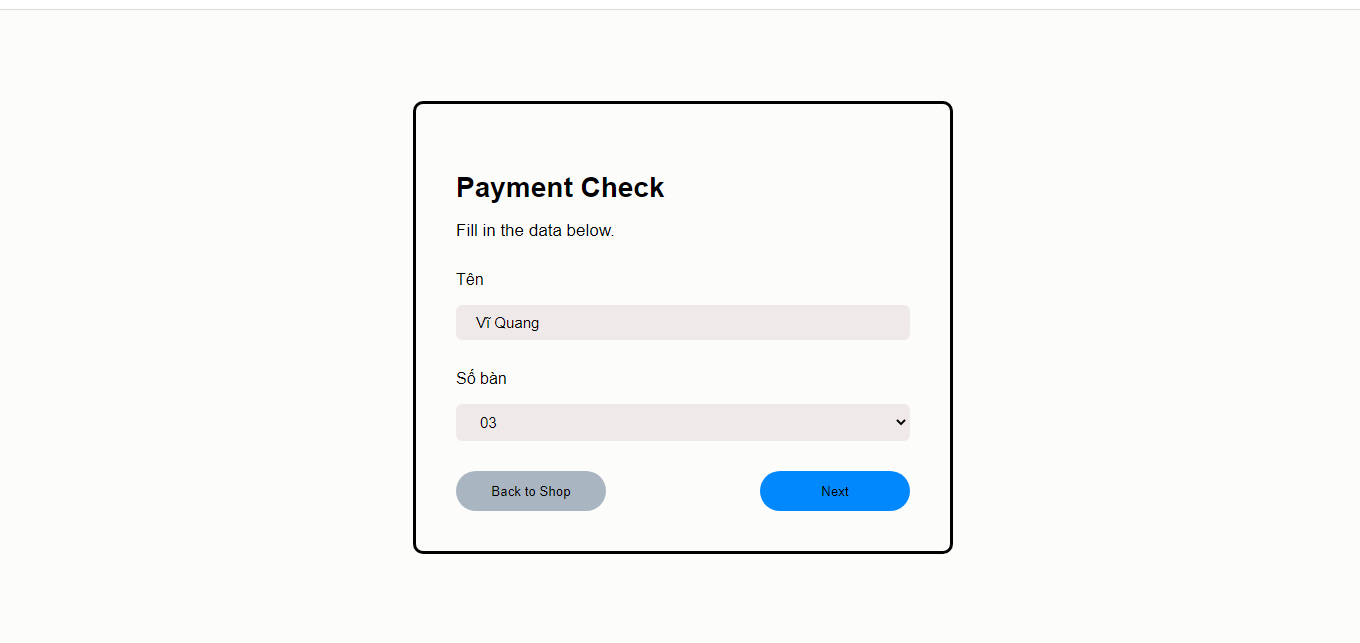 Payment Check
Fill in the data below.
Tên
Vĩ Quang
Số bàn
03
Back to Shop
Next